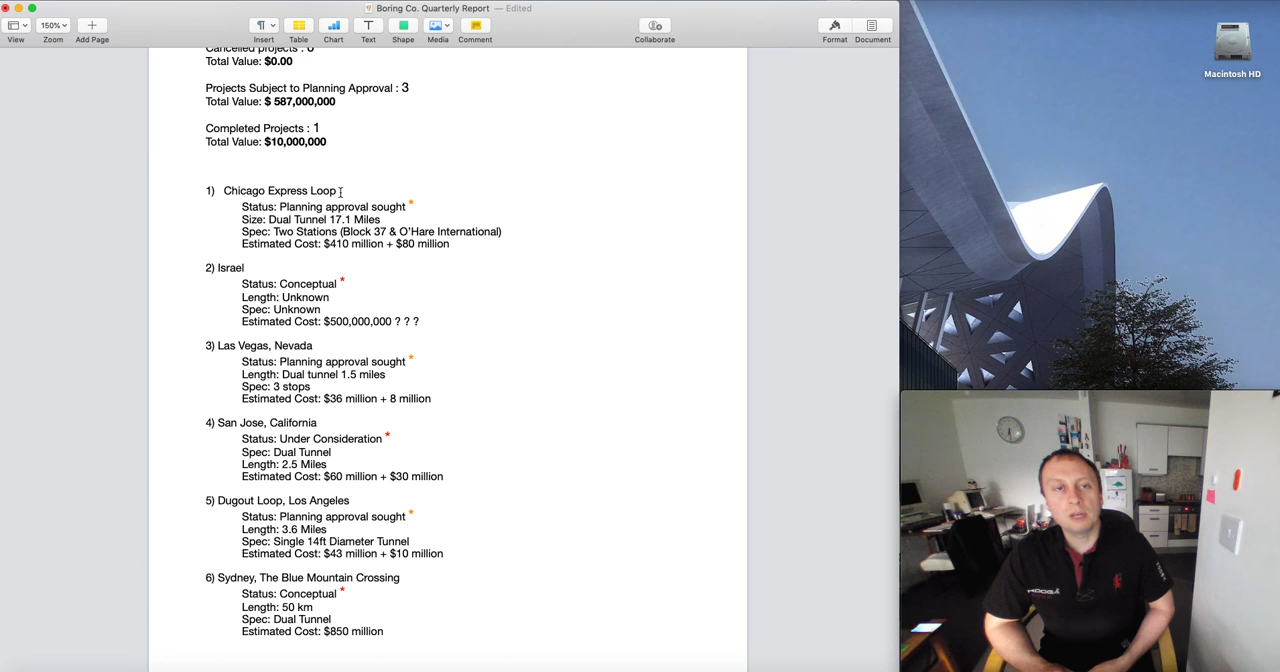 Boring Co. Quarterly Report — Edited
150%
View
Zoom
Add Page
Insert
Table
Chart
Text
Shape
Media
Comment
Collaborate
Format
Document
Macintosh HD
Cancelled projects : 0
Total Value: $0.00
Projects Subject to Planning Approval : 3
Total Value: $ 587,000,000
Completed Projects : 1
Total Value: $10,000,000
1) Chicago Express Loop
Status: Planning approval sought *
Size: Dual Tunnel 17.1 Miles
Spec: Two Stations (Block 37 & O'Hare International)
Estimated Cost: $410 million + $80 million
2) Israel
Status: Conceptual *
Length: Unknown
Spec: Unknown
Estimated Cost: $500,000,000 ? ? ?
3) Las Vegas, Nevada
Status: Planning approval sought *
Length: Dual tunnel 1.5 miles
Spec: 3 stops
Estimated Cost: $36 million + 8 million
4) San Jose, California
Status: Under Consideration *
Spec: Dual Tunnel
Length: 2.5 Miles
Estimated Cost: $60 million + $30 million
5) Dugout Loop, Los Angeles
Status: Planning approval sought *
Length: 3.6 Miles
Spec: Single 14ft Diameter Tunnel
Estimated Cost: $43 million + $10 million
6) Sydney, The Blue Mountain Crossing
Status: Conceptual *
Length: 50 km
Spec: Dual Tunnel
Estimated Cost: $850 million